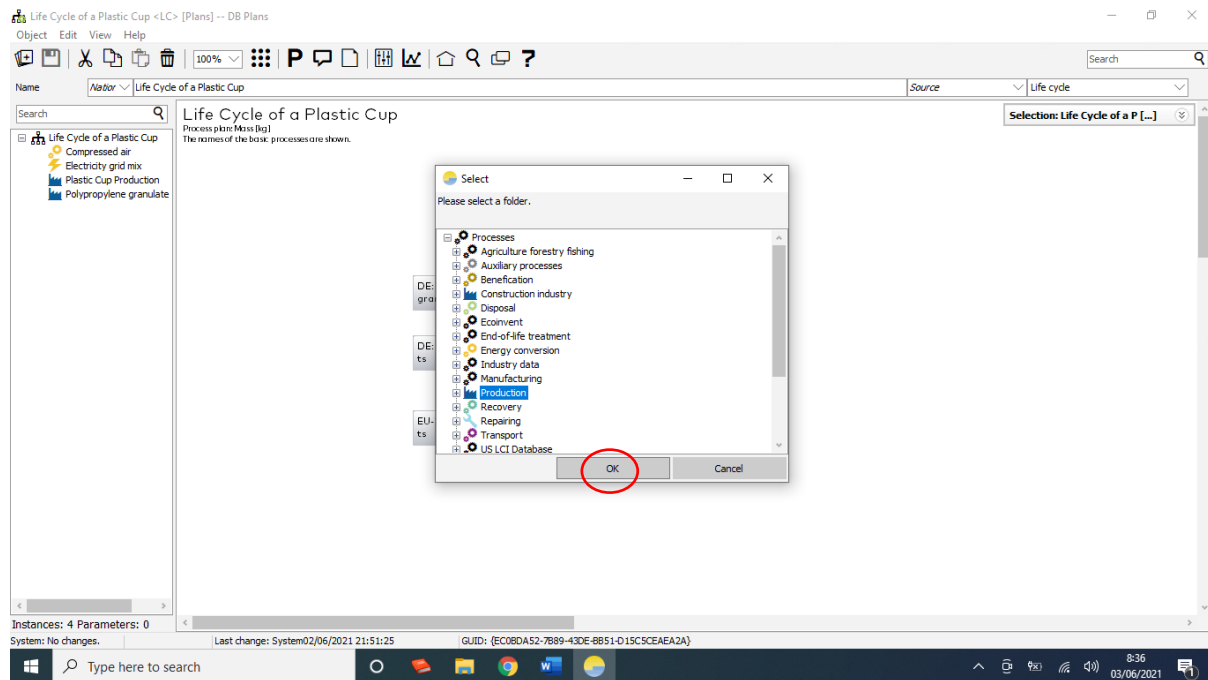 Life Cycle of a Plastic Cup <LC> [Plans] -- DB Plans
Object Edit View Help
100% P ? Search
Name Nation Life Cycle of a Plastic Cup Source Life cycle
Search
Life Cycle of a Plastic Cup
Compressed air
Electricity grid mix
Plastic Cup Production
Polypropylene granulate
Life Cycle of a Plastic Cup
Process plan: Mass [kg]
The names of the basic processes are shown.
Selection: Life Cycle of a P [...]
DE:
gra
DE:
ts
EU-
ts
Select
Please select a folder.
Processes
Agriculture forestry fishing
Auxiliary processes
Benefication
Construction industry
Disposal
Ecoinvent
End-of-life treatment
Energy conversion
Industry data
Manufacturing
Production
Recovery
Repairing
Transport
US LCI Database
OK Cancel
Instances: 4 Parameters: 0
System: No changes. Last change: System02/06/2021 21:51:25 GUID: {EC0BDA52-7B89-43DE-8B51-D15C5CEAEA2A}
Type here to search
8:36
03/06/2021
1